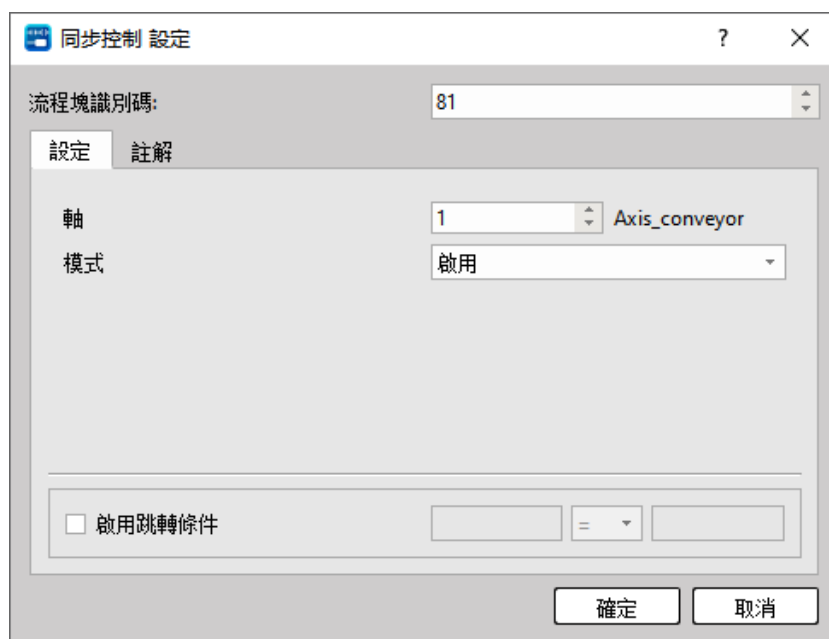 同步控制 設定
流程塊識別碼: 81
設定 註解
軸 1 Axis_conveyor
模式 啟用
啟用跳轉條件 =
確定 取消